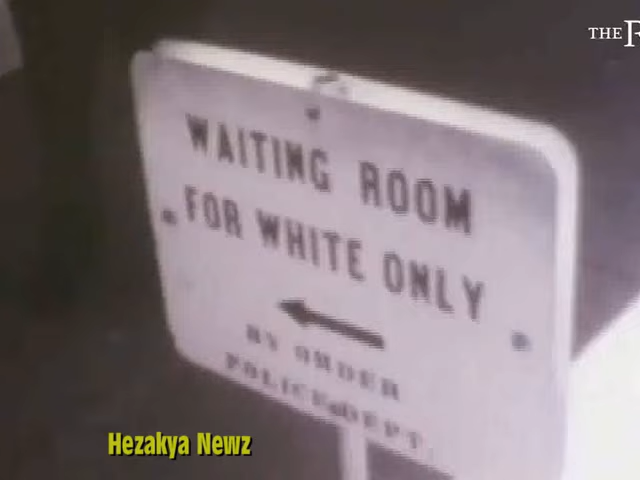 THE
WAITING ROOM
FOR WHITE ONLY
BY ORDER
POLICE DEPT.
Hezakya Newz